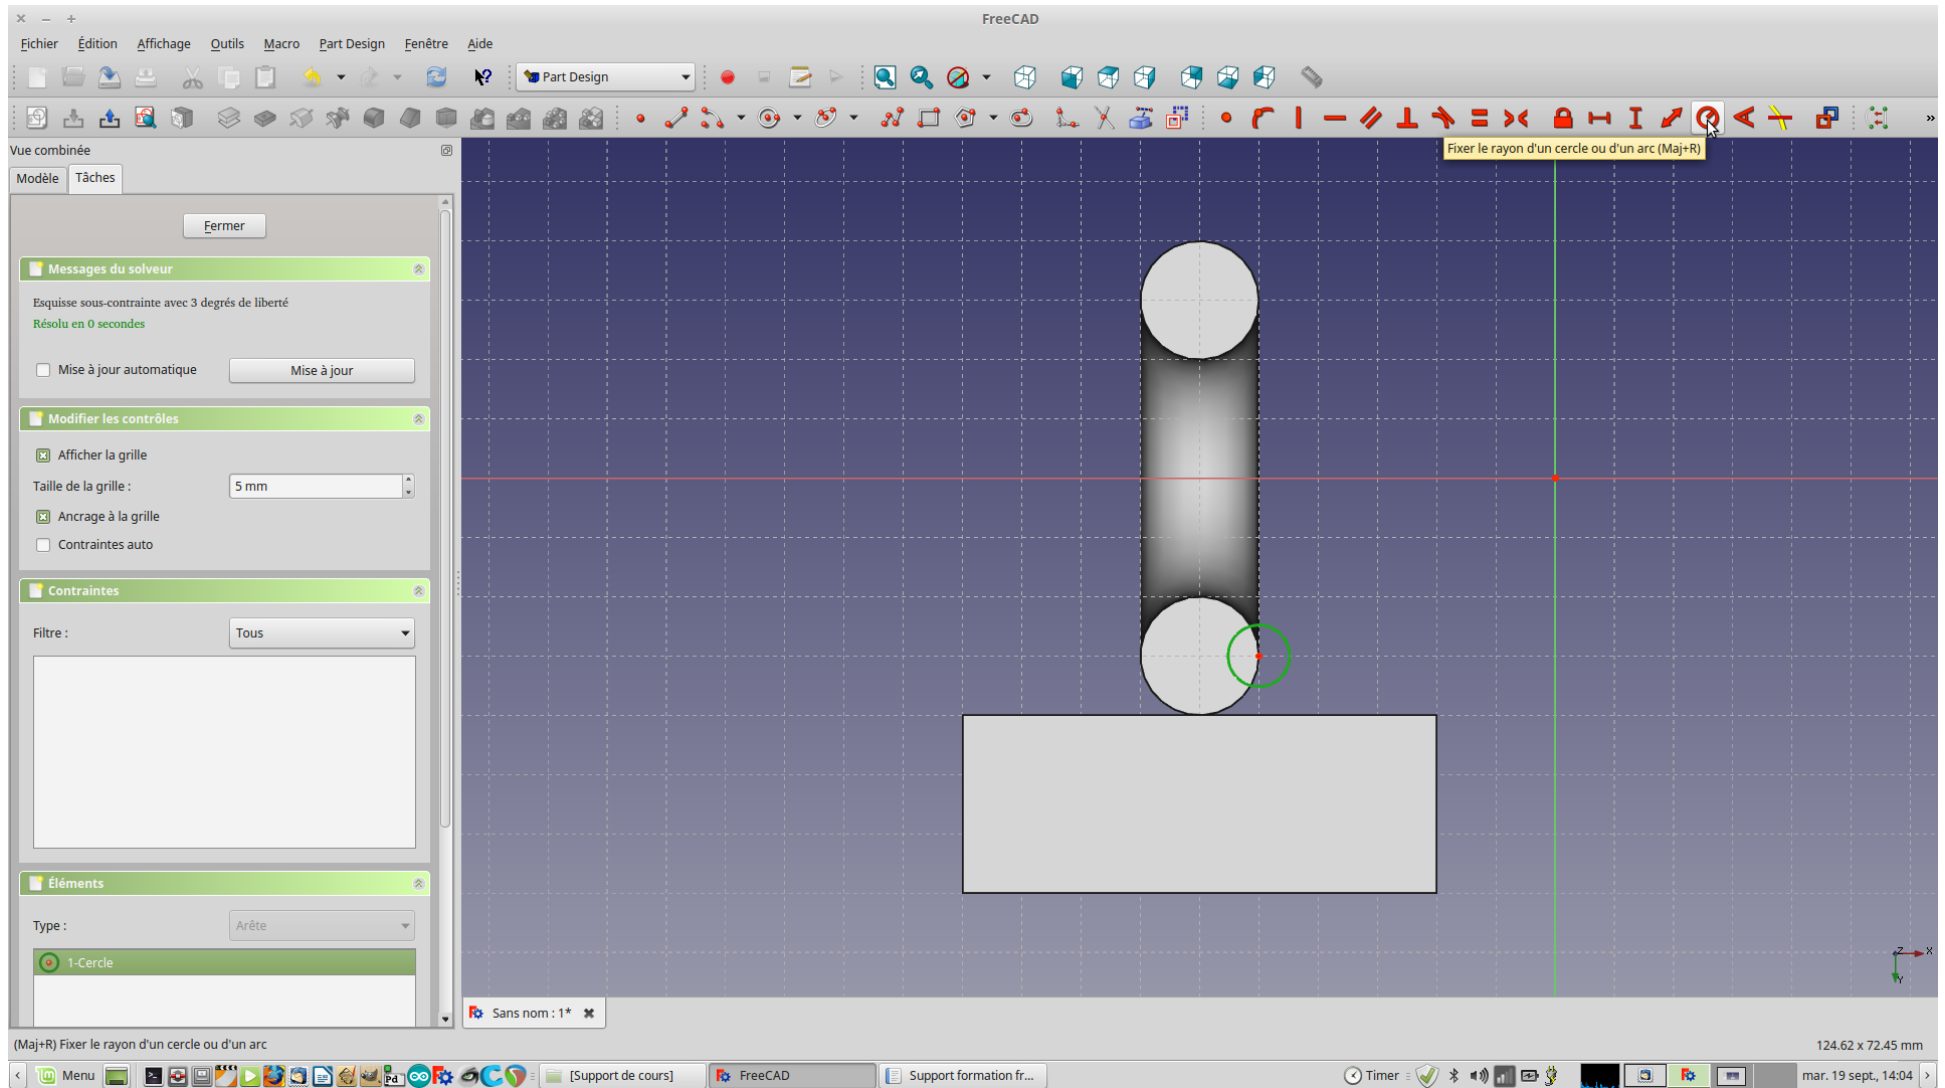 FreeCAD
Fichier Édition Affichage Outils Macro Part Design Fenêtre Aide
Part Design
Fixer le rayon d'un cercle ou d'un arc (Maj+R)
Vue combinée
Modèle Tâches
Fermer
Messages du solveur
Esquisse sous-contrainte avec 3 degrés de liberté
Résolu en 0 secondes
Mise à jour automatique Mise à jour
Modifier les contrôles
Afficher la grille
Taille de la grille : 5 mm
Ancrage à la grille
Contraintes auto
Contraintes
Filtre : Tous
Éléments
Type : Arête
1-Cercle
Z X
Y
Sans nom : 1*
(Maj+R) Fixer le rayon d'un cercle ou d'un arc 124.62 x 72.45 mm
Menu Pd [Support de cours] FreeCAD Support formation fr... Timer mar. 19 sept., 14:04